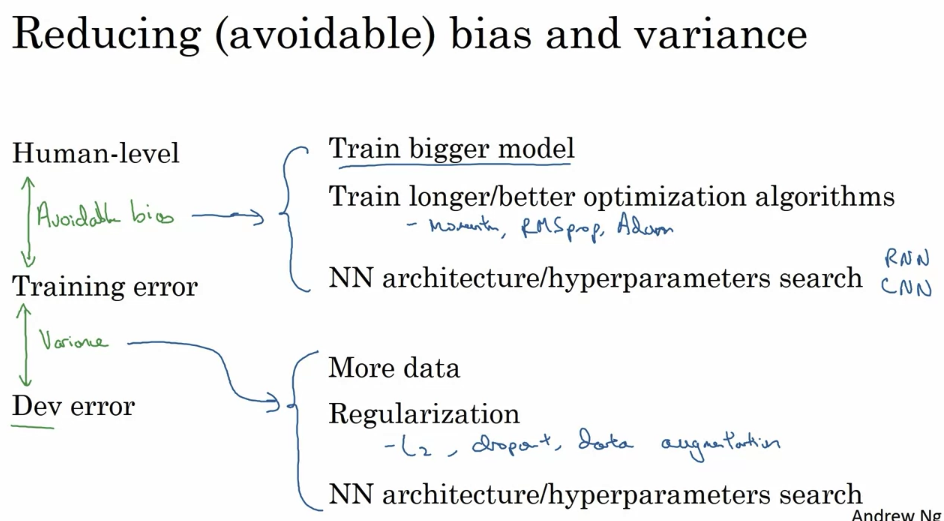 Reducing (avoidable) bias and variance
Human-level
Avoidable bias
Training error
Variance
Dev error
Train bigger model
Train longer/better optimization algorithms
- Momentum, RMSprop, Adam
NN architecture/hyperparameters search
RNN
CNN
More data
Regularization
- L2, dropout, data augmentation
NN architecture/hyperparameters search
Andrew Ng